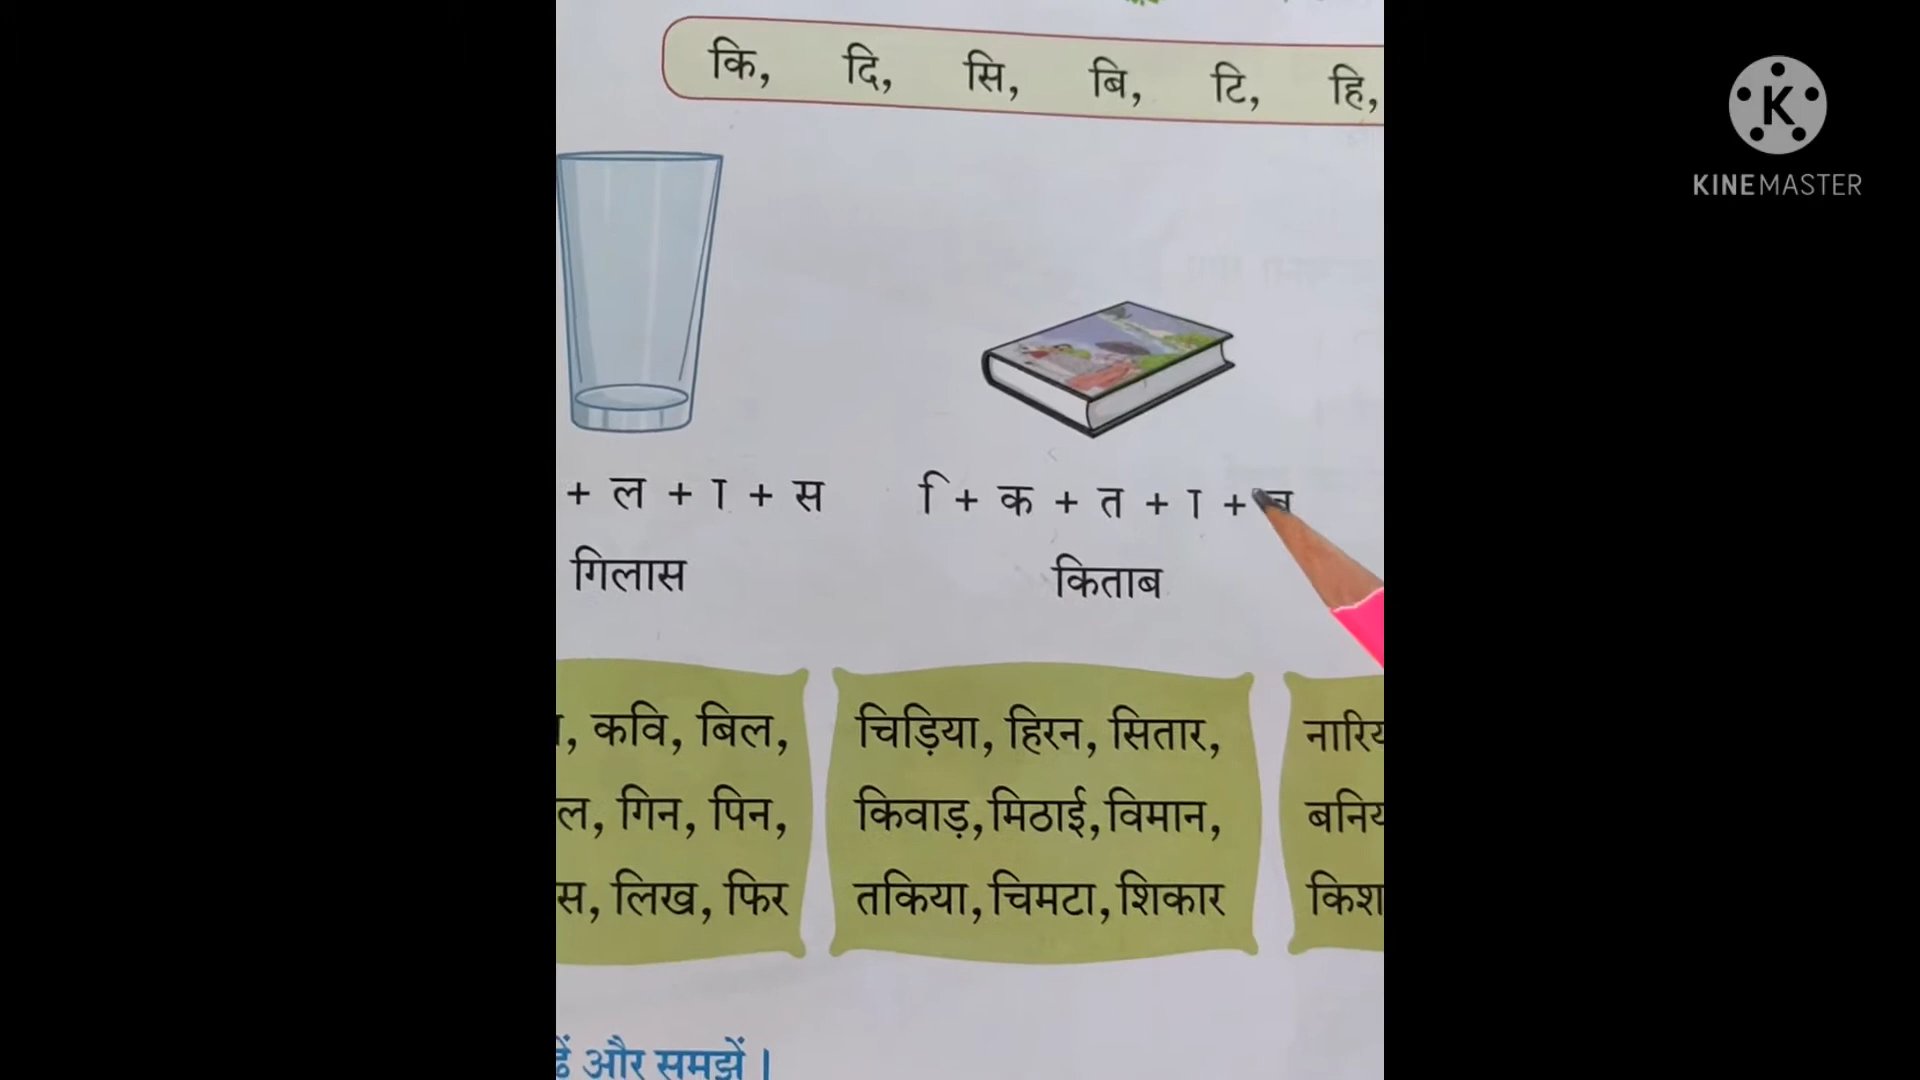 कि, दि, सि, बि, टि, हि,
K
KINEMASTER
+ ल + ा + स
ि + क + त + ा + ब
गिलास
किताब
कवि, बिल,
गिन, पिन,
लिख, फिर
चिड़िया, हिरन, सितार,
किवाड़, मिठाई, विमान,
तकिया, चिमटा, शिकार
और समझें।